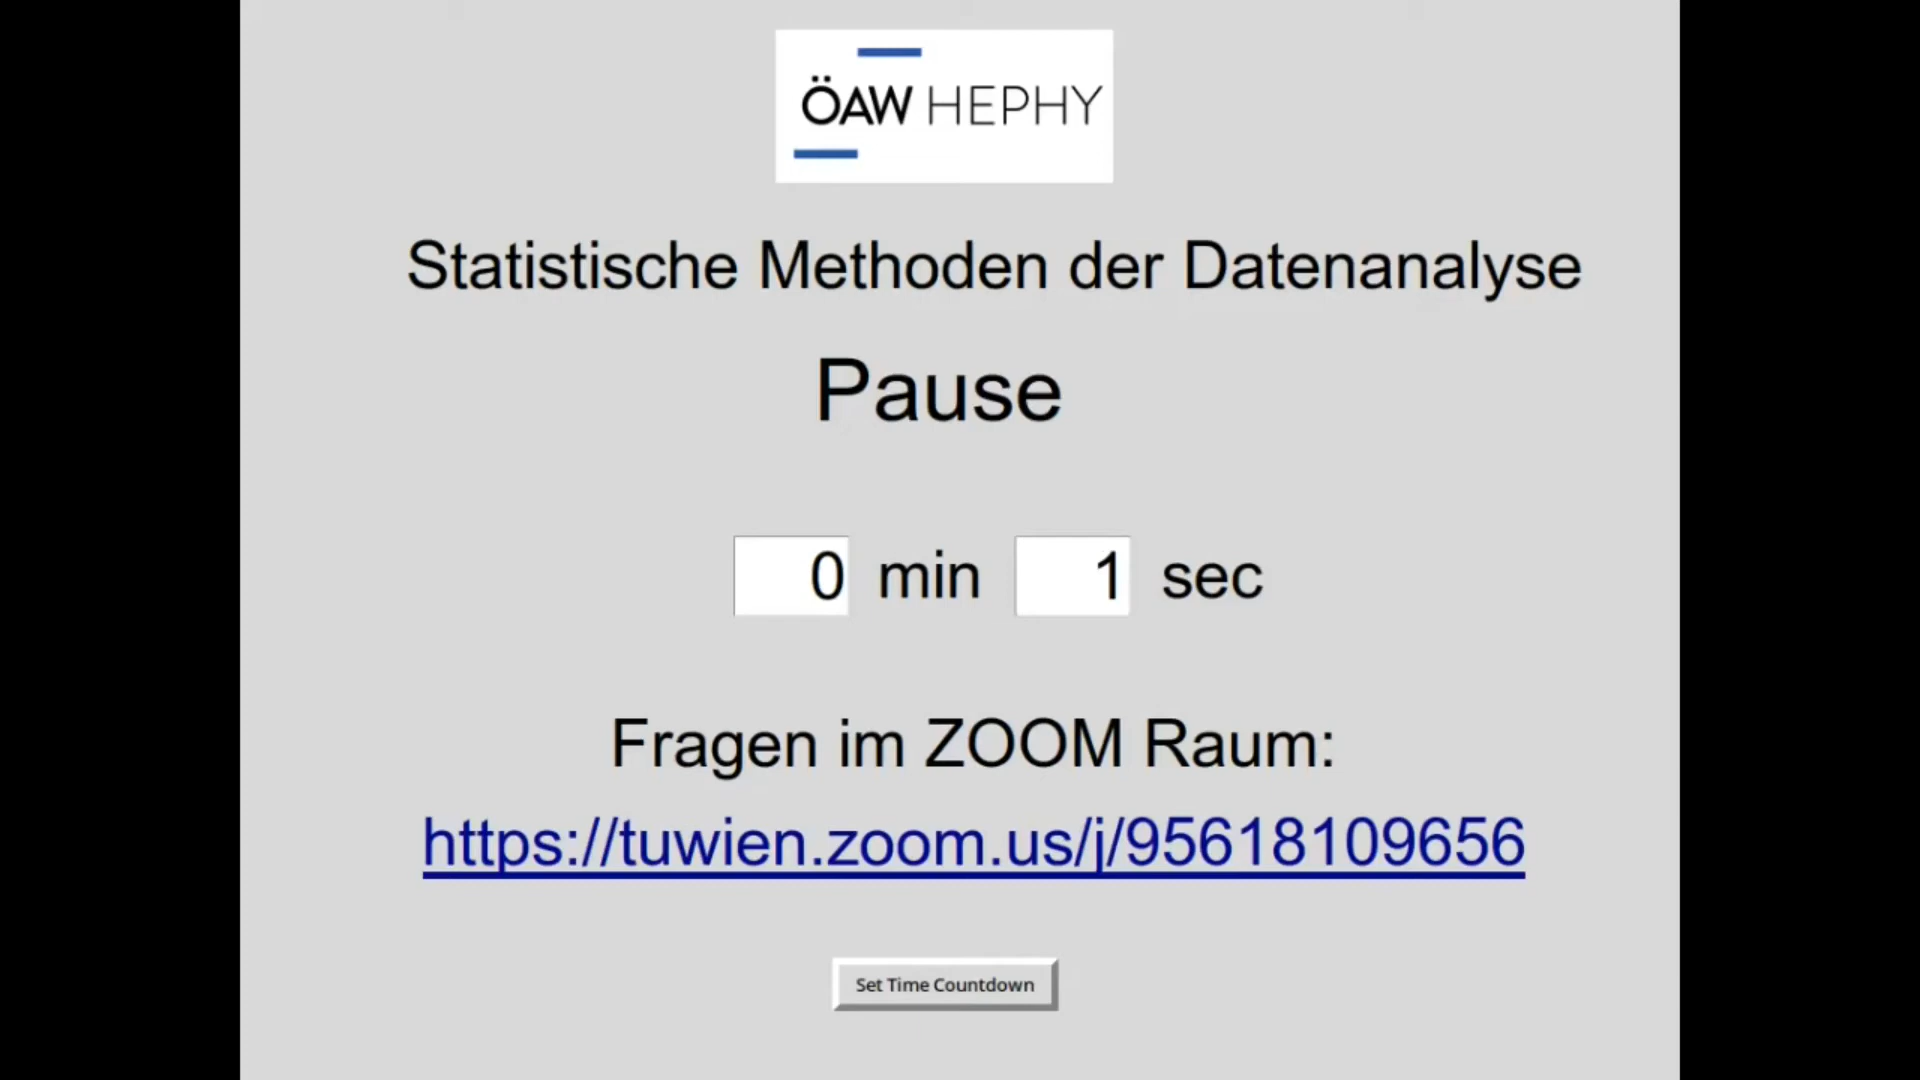 ÖAW HEPHY
Statistische Methoden der Datenanalyse
Pause
0 min 1 sec
Fragen im ZOOM Raum:
https://tuwien.zoom.us/j/95618109656
Set Time Countdown